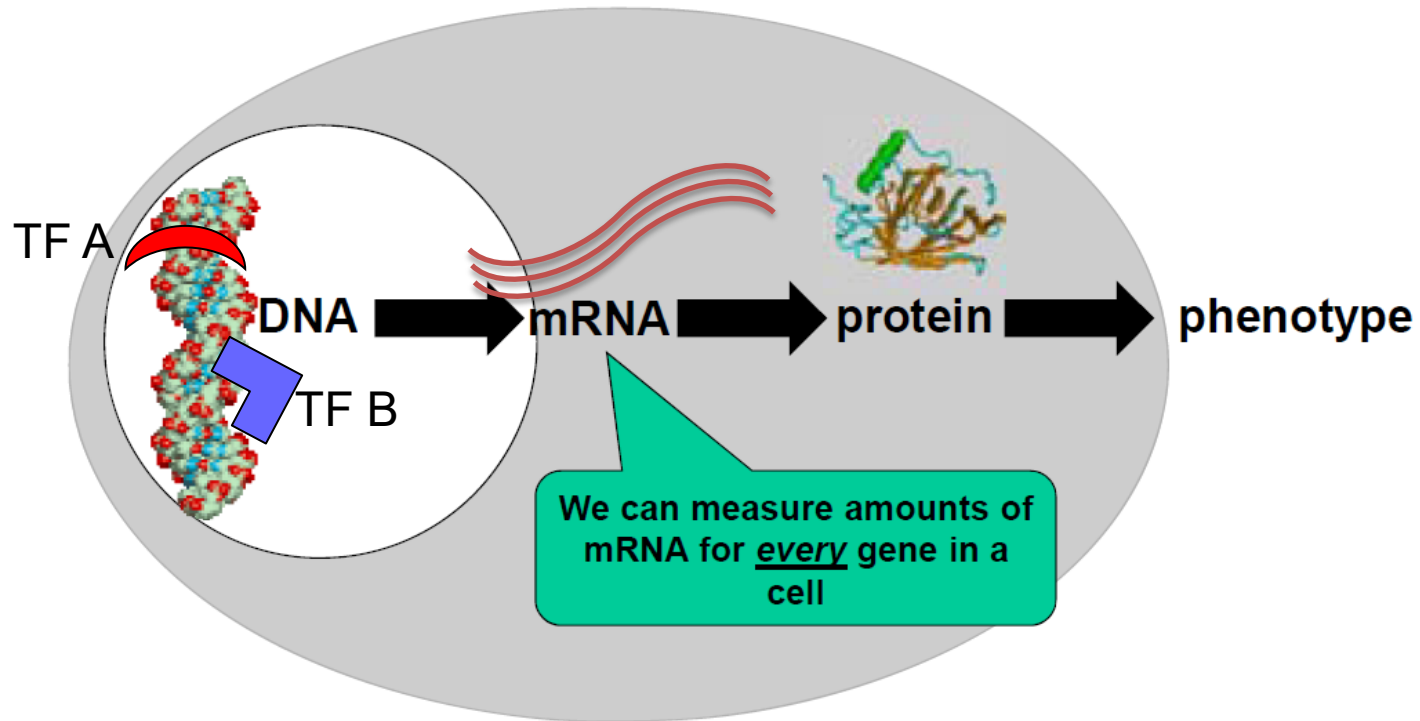 TF A
DNA
mRNA
protein
phenotype
TF B
We can measure amounts of
mRNA for every gene in a
cell